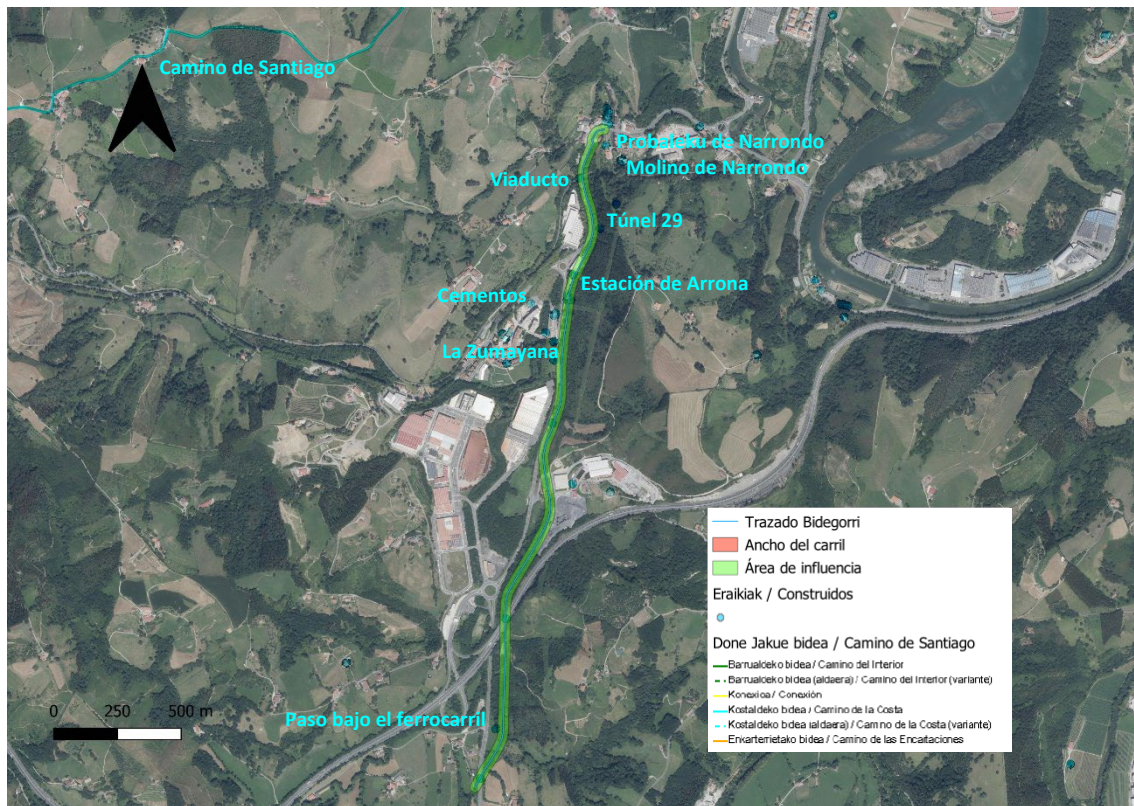 Camino de Santiago
Probaleku de Narrondo
Molino de Narrondo
Viaducto
Túnel 29
Estación de Arrona
Cementos
La Zumayana
Paso bajo el ferrocarril
0 250 500 m
Trazado Bidegorri
Ancho del carril
Área de influencia
Eraikiak / Construidos
Done Jakue bidea / Camino de Santiago
Barrualdeko bidea / Camino del Interior
Barrualdeko bidea (aldaera) / Camino del Interior (variante)
Konexioa / Conexión
Kostaldeko bidea / Camino de la Costa
Kostaldeko bidea (aldaera) / Camino de la Costa (variante)
Enkarterrietako bidea / Camino de las Encartaciones